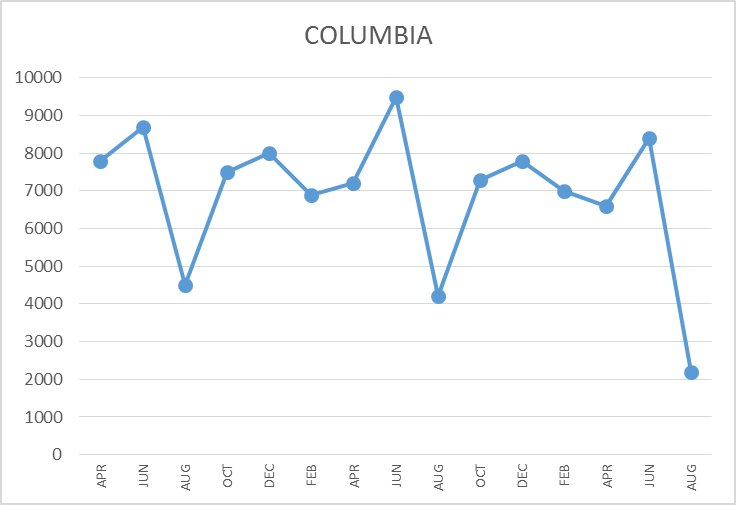 COLUMBIA
10000
9000
8000
7000
6000
5000
4000
3000
2000
1000
0
APR
JUN
AUG
OCT
DEC
FEB
APR
JUN
AUG
OCT
DEC
FEB
APR
JUN
AUG